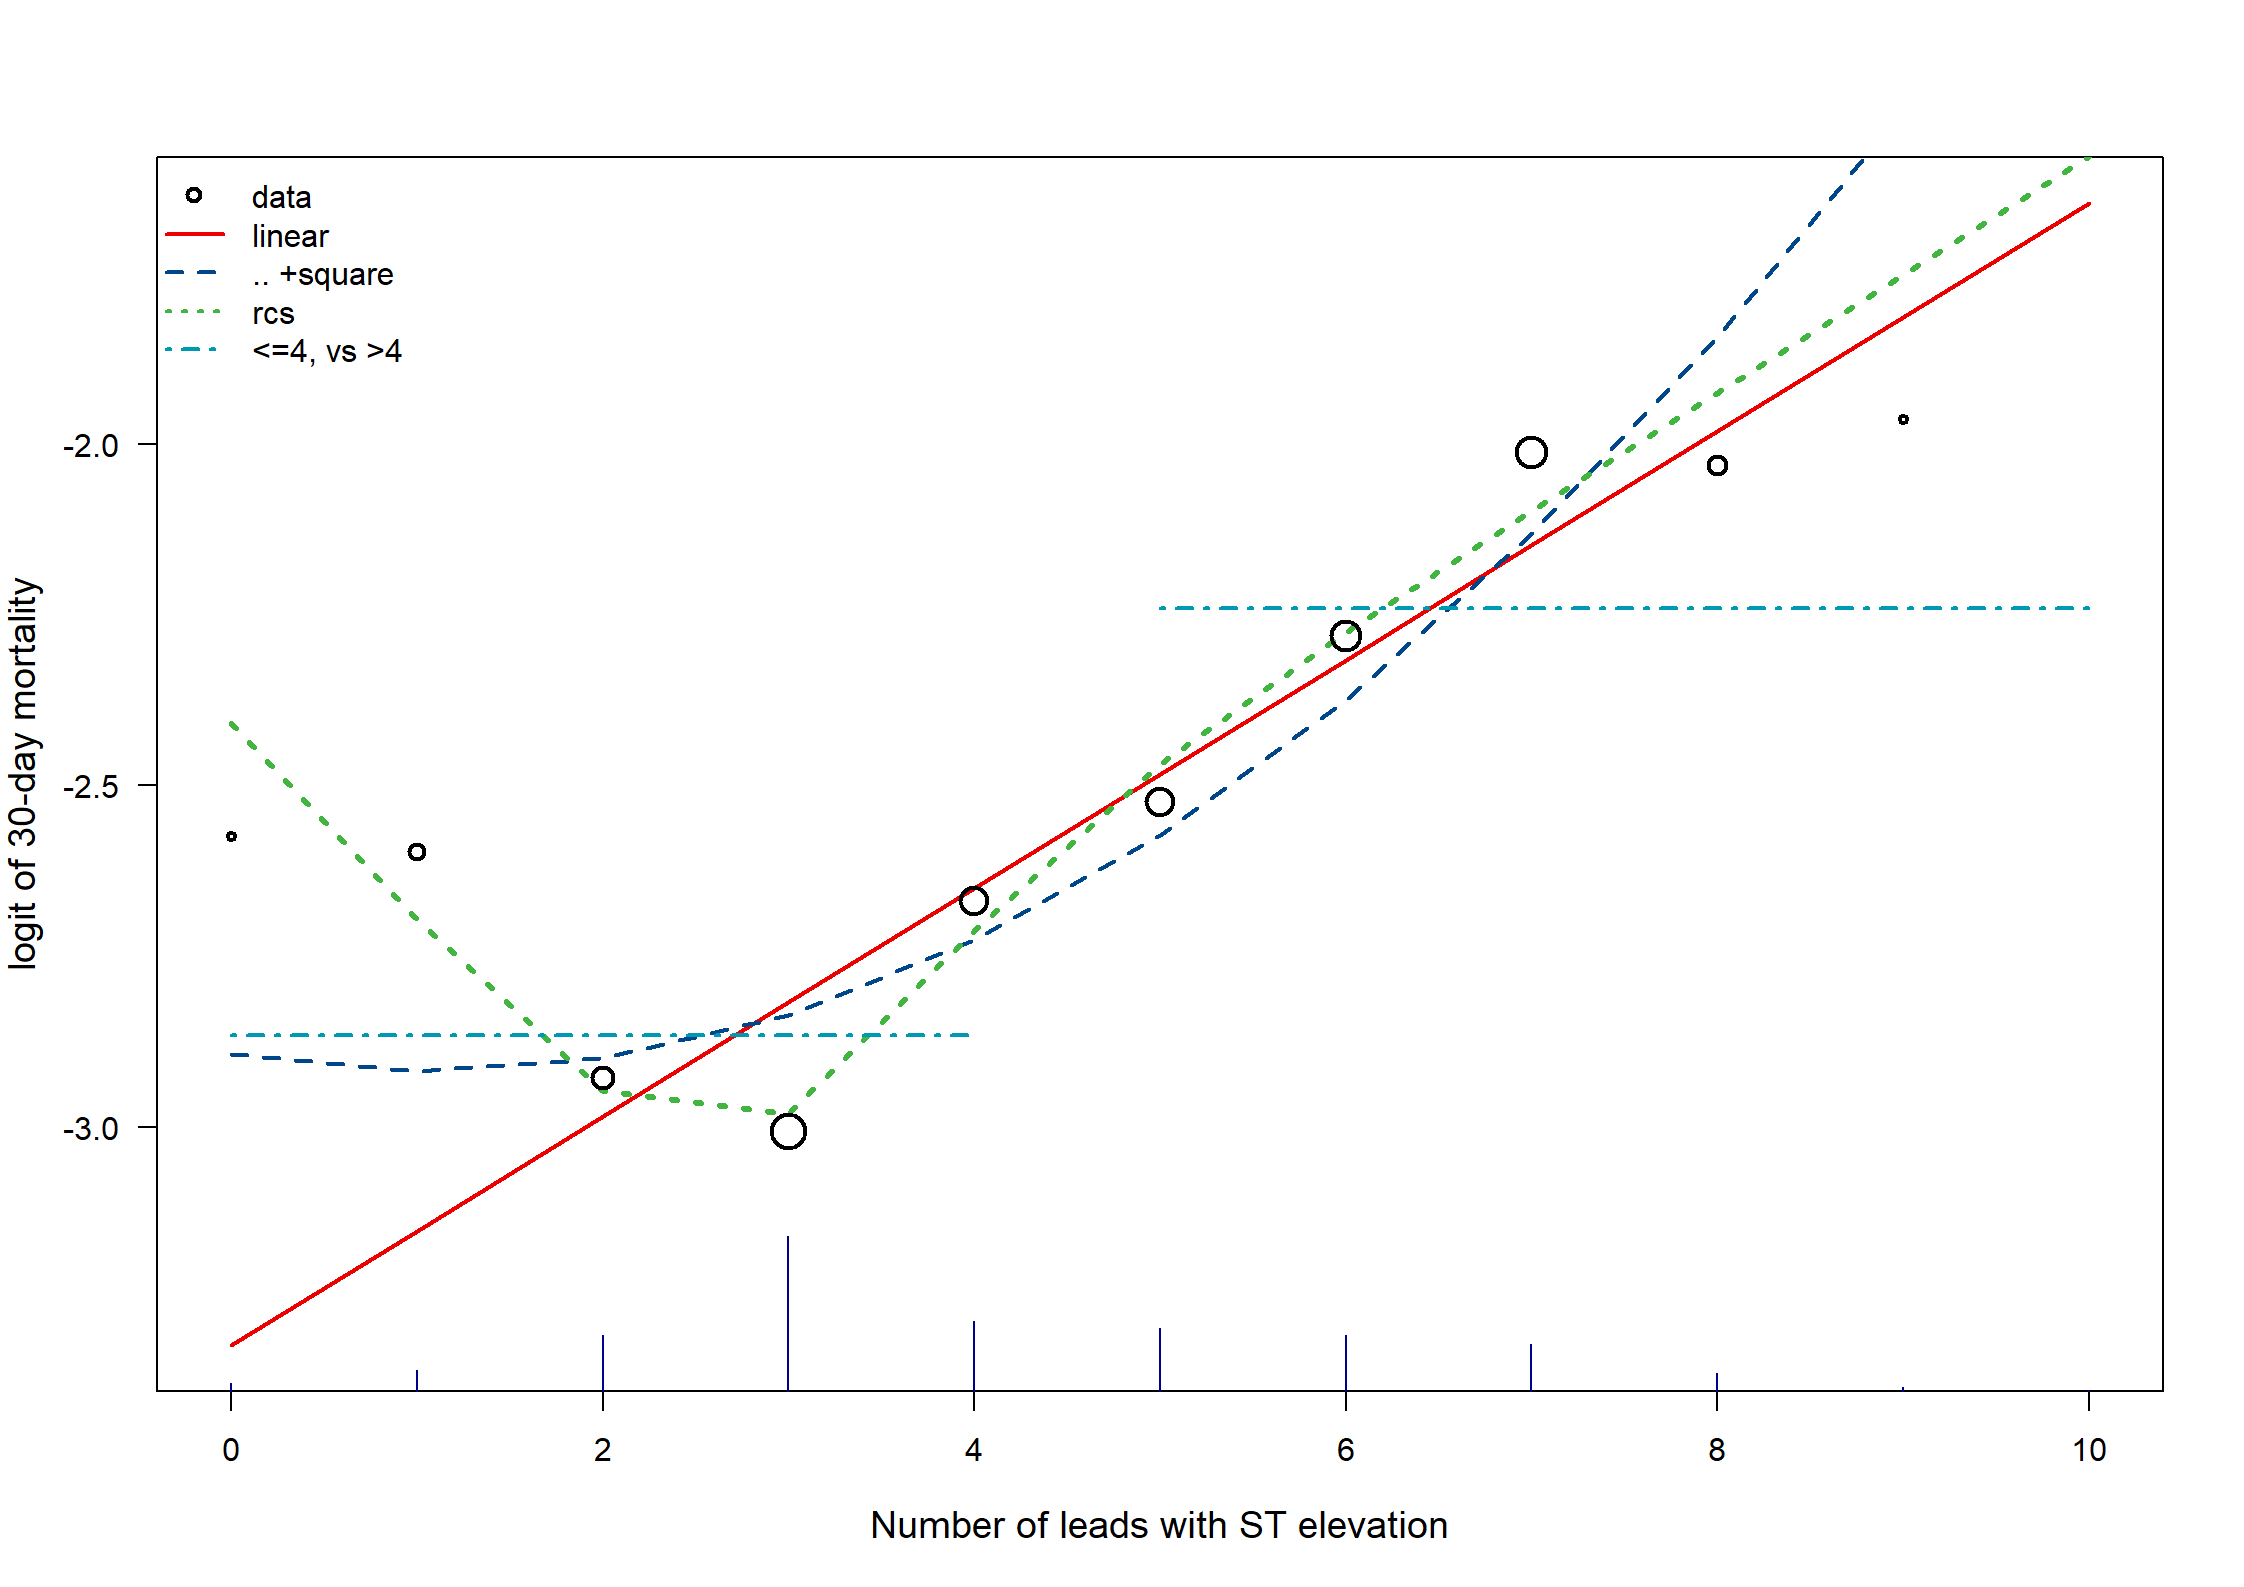 data
linear
.. +square
rcs
<=4, vs >4
-2.0
-2.5
-3.0
logit of 30-day mortality
0 2 4 6 8 10
Number of leads with ST elevation